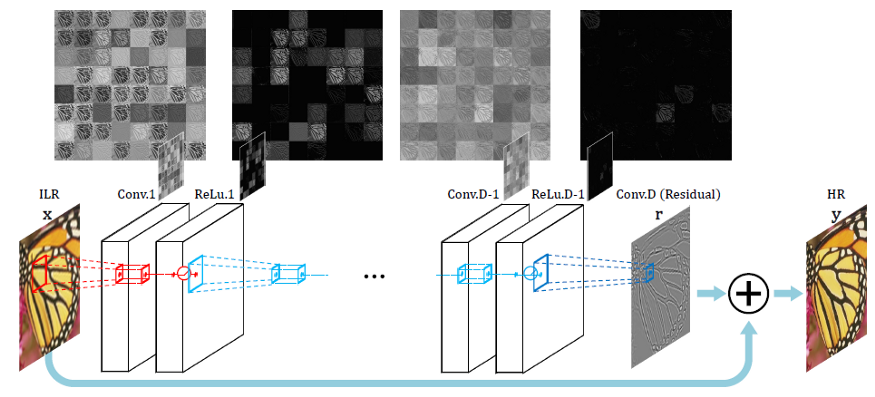 ILR
x
Conv.1
ReLu.1
...
Conv.D-1
ReLu.D-1
Conv.D (Residual)
r
HR
y